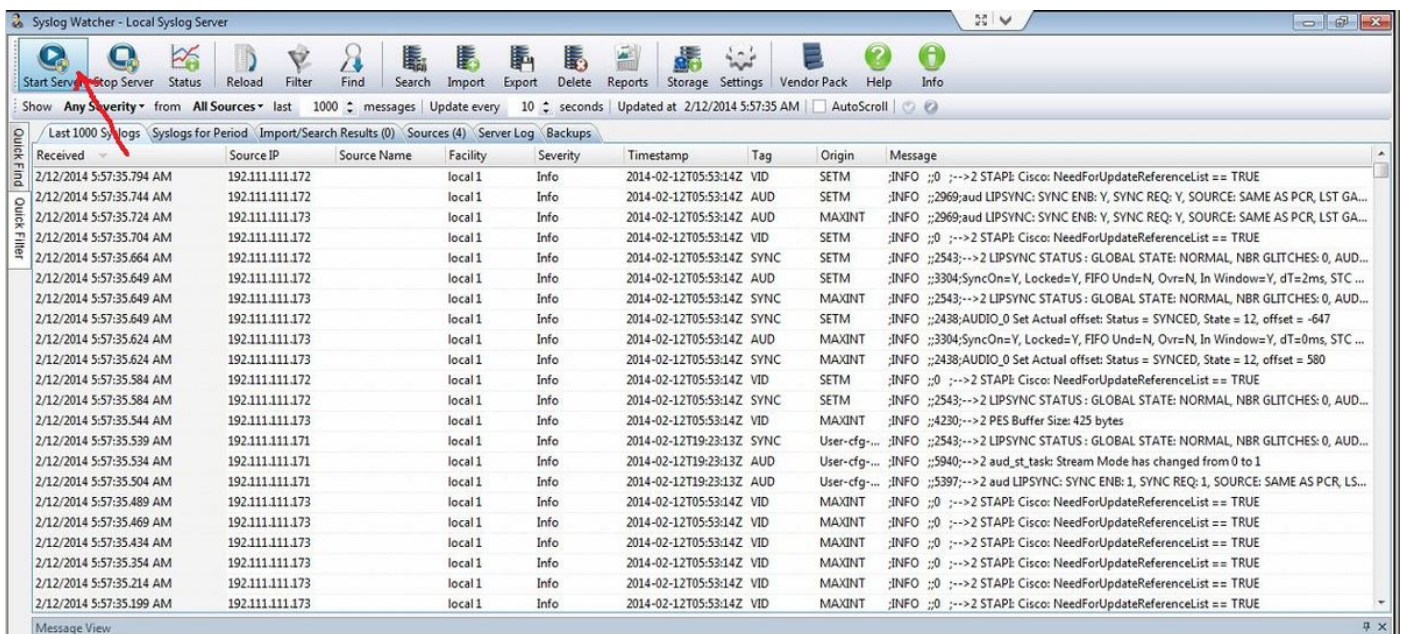 Syslog Watcher - Local Syslog Server
Start Server Stop Server Status Reload Filter Find Search Import Export Delete Reports Storage Settings Vendor Pack Help Info
Show Any Severity from All Sources last 1000 messages Update every 10 seconds Updated at 2/12/2014 5:57:35 AM AutoScroll
Quick Find
Quick Filter
Last 1000 Syslogs Syslogs for Period Import/Search Results (0) Sources (4) Server Log Backups
Received Source IP Source Name Facility Severity Timestamp Tag Origin Message
2/12/2014 5:57:35.794 AM 192.111.111.172 local 1 Info 2014-02-12T05:53:14Z VID SETM ;INFO ;;0 ;-->2 STAPI: Cisco: NeedForUpdateReferenceList == TRUE
2/12/2014 5:57:35.744 AM 192.111.111.172 local 1 Info 2014-02-12T05:53:14Z AUD SETM ;INFO ;;2969;aud LIPSYNC: SYNC ENB: Y, SYNC REQ: Y, SOURCE: SAME AS PCR, LST GA...
2/12/2014 5:57:35.724 AM 192.111.111.173 local 1 Info 2014-02-12T05:53:14Z AUD MAXINT ;INFO ;;2969;aud LIPSYNC: SYNC ENB: Y, SYNC REQ: Y, SOURCE: SAME AS PCR, LST GA...
2/12/2014 5:57:35.704 AM 192.111.111.172 local 1 Info 2014-02-12T05:53:14Z VID SETM ;INFO ;;0 ;-->2 STAPI: Cisco: NeedForUpdateReferenceList == TRUE
2/12/2014 5:57:35.664 AM 192.111.111.172 local 1 Info 2014-02-12T05:53:14Z SYNC SETM ;INFO ;;2543;-->2 LIPSYNC STATUS : GLOBAL STATE: NORMAL, NBR GLITCHES: 0, AUD...
2/12/2014 5:57:35.649 AM 192.111.111.172 local 1 Info 2014-02-12T05:53:14Z AUD SETM ;INFO ;;3304;SyncOn=Y, Locked=Y, FIFO Und=N, Ovr=N, In Window=Y, dT=2ms, STC ...
2/12/2014 5:57:35.649 AM 192.111.111.173 local 1 Info 2014-02-12T05:53:14Z SYNC MAXINT ;INFO ;;2543;-->2 LIPSYNC STATUS : GLOBAL STATE: NORMAL, NBR GLITCHES: 0, AUD...
2/12/2014 5:57:35.649 AM 192.111.111.172 local 1 Info 2014-02-12T05:53:14Z SYNC SETM ;INFO ;;2438;AUDIO_0 Set Actual offset: Status = SYNCED, State = 12, offset = -647
2/12/2014 5:57:35.624 AM 192.111.111.173 local 1 Info 2014-02-12T05:53:14Z AUD MAXINT ;INFO ;;3304;SyncOn=Y, Locked=Y, FIFO Und=N, Ovr=N, In Window=Y, dT=0ms, STC ...
2/12/2014 5:57:35.624 AM 192.111.111.173 local 1 Info 2014-02-12T05:53:14Z SYNC MAXINT ;INFO ;;2438;AUDIO_0 Set Actual offset: Status = SYNCED, State = 12, offset = 580
2/12/2014 5:57:35.584 AM 192.111.111.172 local 1 Info 2014-02-12T05:53:14Z VID SETM ;INFO ;;0 ;-->2 STAPI: Cisco: NeedForUpdateReferenceList == TRUE
2/12/2014 5:57:35.584 AM 192.111.111.172 local 1 Info 2014-02-12T05:53:14Z SYNC SETM ;INFO ;;2543;-->2 LIPSYNC STATUS : GLOBAL STATE: NORMAL, NBR GLITCHES: 0, AUD...
2/12/2014 5:57:35.544 AM 192.111.111.173 local 1 Info 2014-02-12T05:53:14Z VID MAXINT ;INFO ;;4230;-->2 PES Buffer Size: 425 bytes
2/12/2014 5:57:35.539 AM 192.111.111.171 local 1 Info 2014-02-12T19:23:13Z SYNC User-cfg-... ;INFO ;;2543;-->2 LIPSYNC STATUS : GLOBAL STATE: NORMAL, NBR GLITCHES: 0, AUD...
2/12/2014 5:57:35.534 AM 192.111.111.171 local 1 Info 2014-02-12T19:23:13Z AUD User-cfg-... ;INFO ;;5940;-->2 aud_st_task: Stream Mode has changed from 0 to 1
2/12/2014 5:57:35.504 AM 192.111.111.171 local 1 Info 2014-02-12T19:23:13Z AUD User-cfg-... ;INFO ;;5397;-->2 aud LIPSYNC: SYNC ENB: 1, SYNC REQ: 1, SOURCE: SAME AS PCR, LS...
2/12/2014 5:57:35.489 AM 192.111.111.173 local 1 Info 2014-02-12T05:53:14Z VID MAXINT ;INFO ;;0 ;-->2 STAPI: Cisco: NeedForUpdateReferenceList == TRUE
2/12/2014 5:57:35.469 AM 192.111.111.173 local 1 Info 2014-02-12T05:53:14Z VID MAXINT ;INFO ;;0 ;-->2 STAPI: Cisco: NeedForUpdateReferenceList == TRUE
2/12/2014 5:57:35.434 AM 192.111.111.173 local 1 Info 2014-02-12T05:53:14Z VID MAXINT ;INFO ;;0 ;-->2 STAPI: Cisco: NeedForUpdateReferenceList == TRUE
2/12/2014 5:57:35.354 AM 192.111.111.173 local 1 Info 2014-02-12T05:53:14Z VID MAXINT ;INFO ;;0 ;-->2 STAPI: Cisco: NeedForUpdateReferenceList == TRUE
2/12/2014 5:57:35.214 AM 192.111.111.173 local 1 Info 2014-02-12T05:53:14Z VID MAXINT ;INFO ;;0 ;-->2 STAPI: Cisco: NeedForUpdateReferenceList == TRUE
2/12/2014 5:57:35.199 AM 192.111.111.173 local 1 Info 2014-02-12T05:53:14Z VID MAXINT ;INFO ;;0 ;-->2 STAPI: Cisco: NeedForUpdateReferenceList == TRUE
Message View